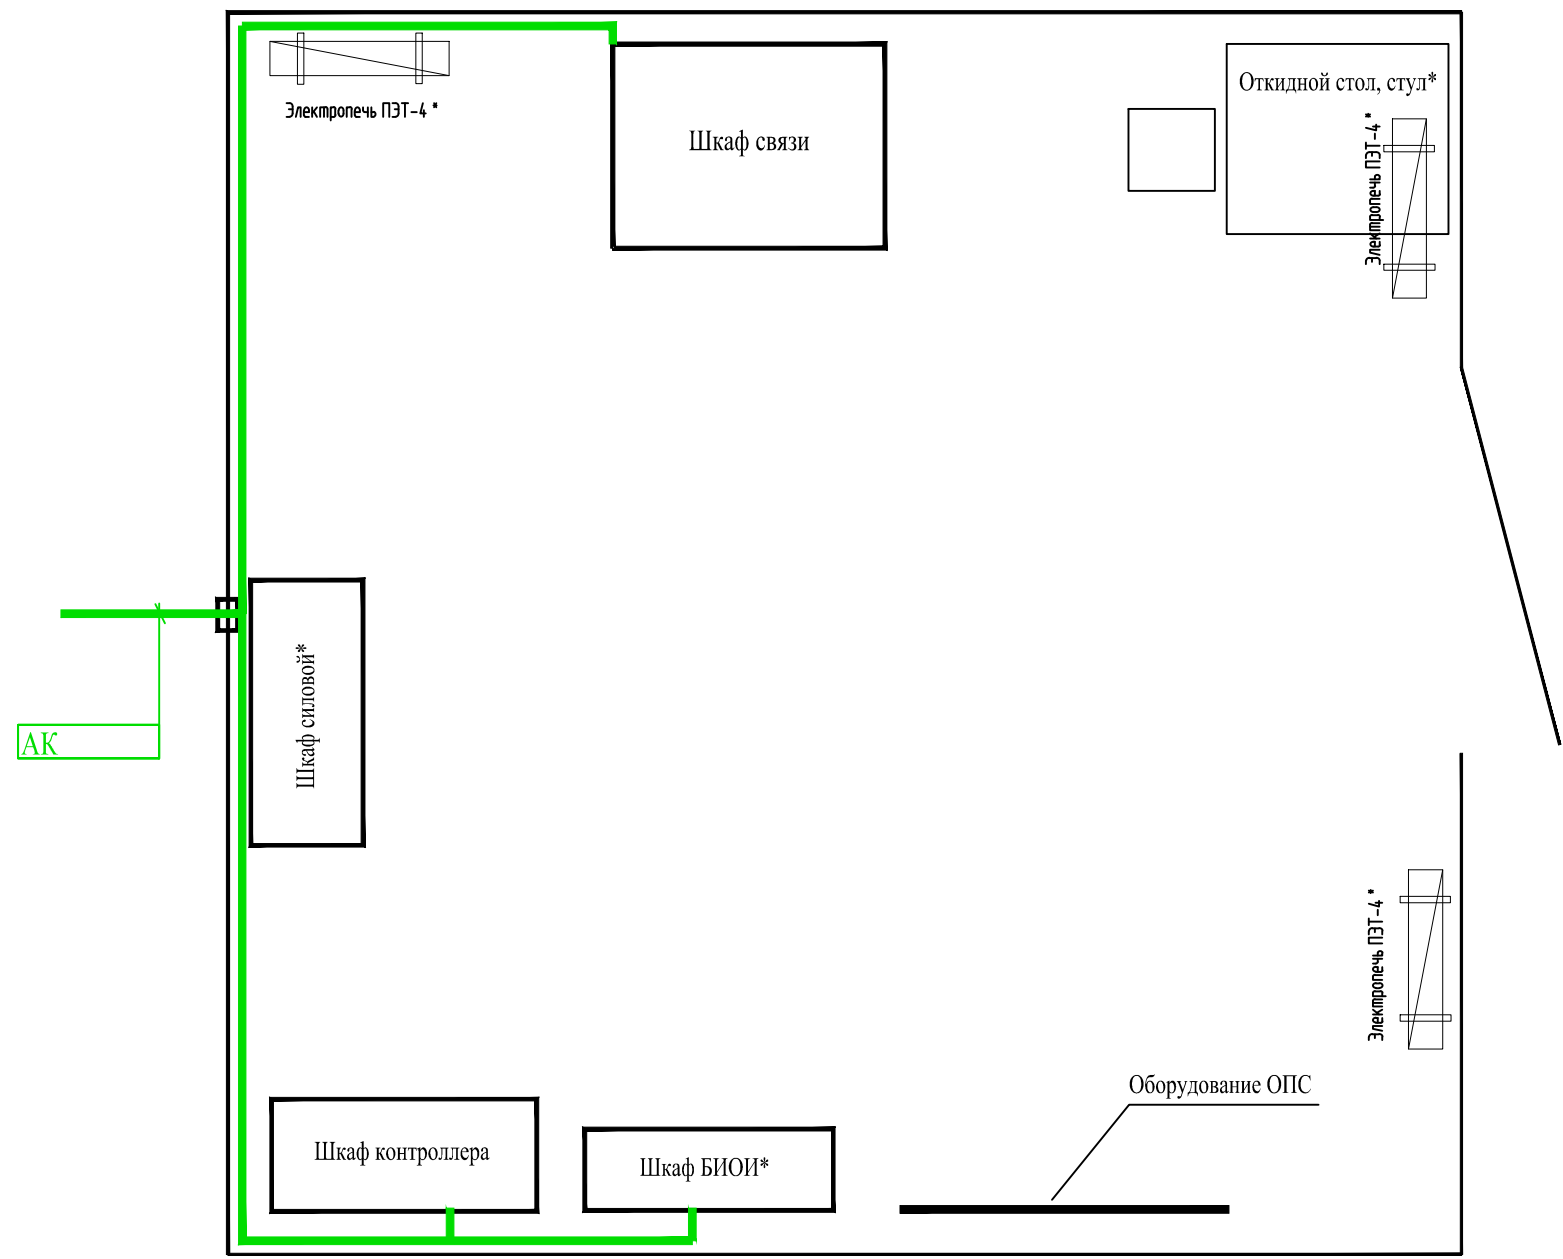 Откидной стол, стул*
Электропечь ПЭТ-4 *
Шкаф связи
Электропечь ПЭТ-4 *
Шкаф силовой*
АК
Электропечь ПЭТ-4 *
Оборудование ОПС
Шкаф контроллера
Шкаф БИОИ*